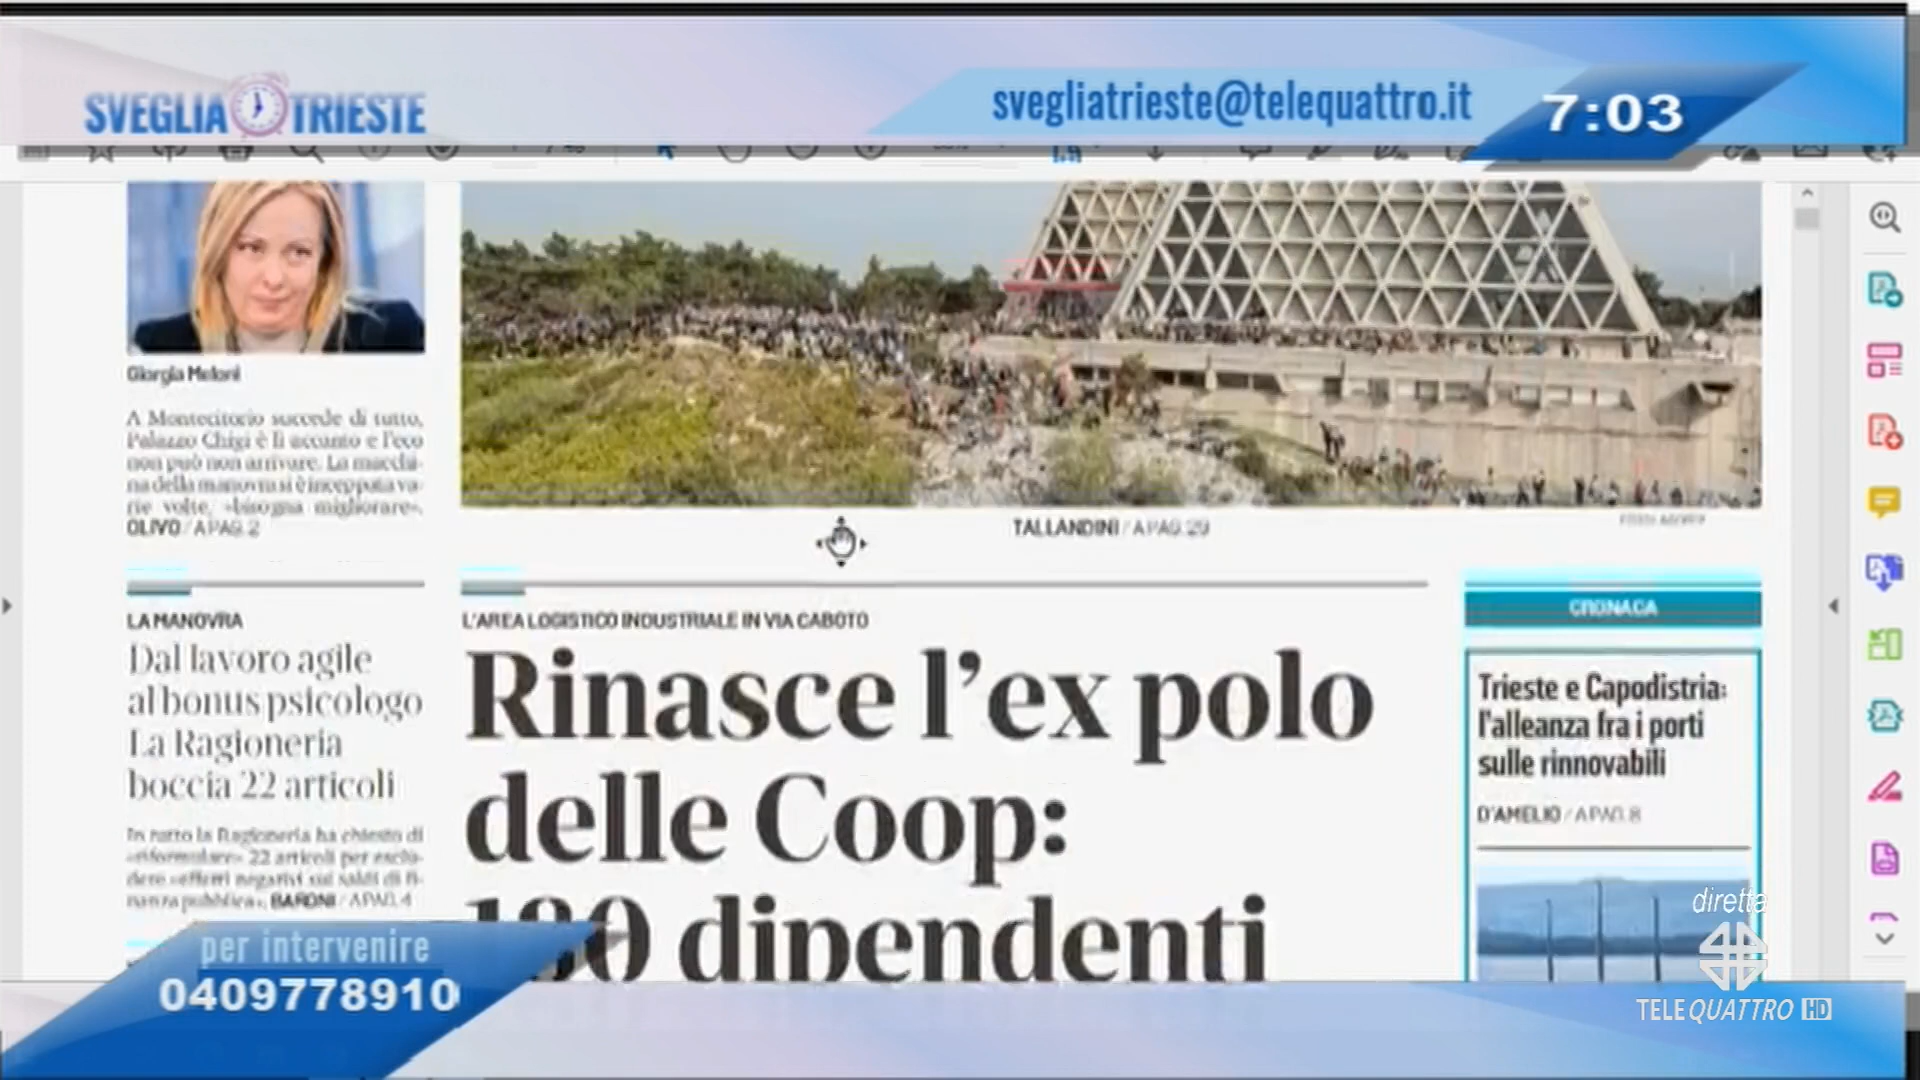 SVEGLIA TRIESTE
svegliatrieste@telequattro.it
7:03
Giorgia Meloni
A Montecitorio succede di tutto,
Palazzo Chigi è lì accanto e l'eco
non può non arrivare. La macchi-
na della manovra si è inceppata va-
rie volte, «bisogna migliorare».
OLIVO / A PAG. 2
TALLANDINI / A PAG. 29
LA MANOVRA
Dal lavoro agile
al bonus psicologo
La Ragioneria
boccia 22 articoli
In tutto la Ragioneria ha chiesto di
«riformulare» 22 articoli per esclu-
dere «effetti negativi sui saldi di fi-
nanza pubblica». BARONI / A PAG. 4
L'AREA LOGISTICO INDUSTRIALE IN VIA CABOTO
Rinasce l'ex polo
delle Coop:
180 dipendenti
CRONACA
Trieste e Capodistria:
l'alleanza fra i porti
sulle rinnovabili
D'AMELIO / A PAG. 8
per intervenire
0409778910
diretta
TELEQUATTRO HD